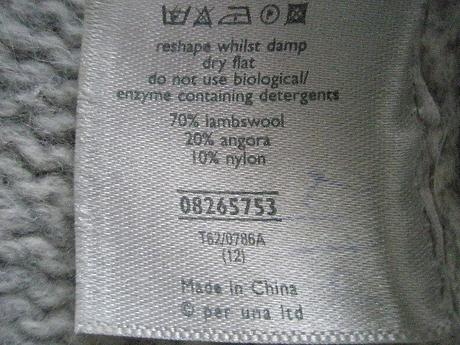 reshape whilst damp
dry flat
do not use biological/
enzyme containing detergents
70% lambswool
20% angora
10% nylon
08265753
T62/0786A
(12)
Made in China
© per una ltd